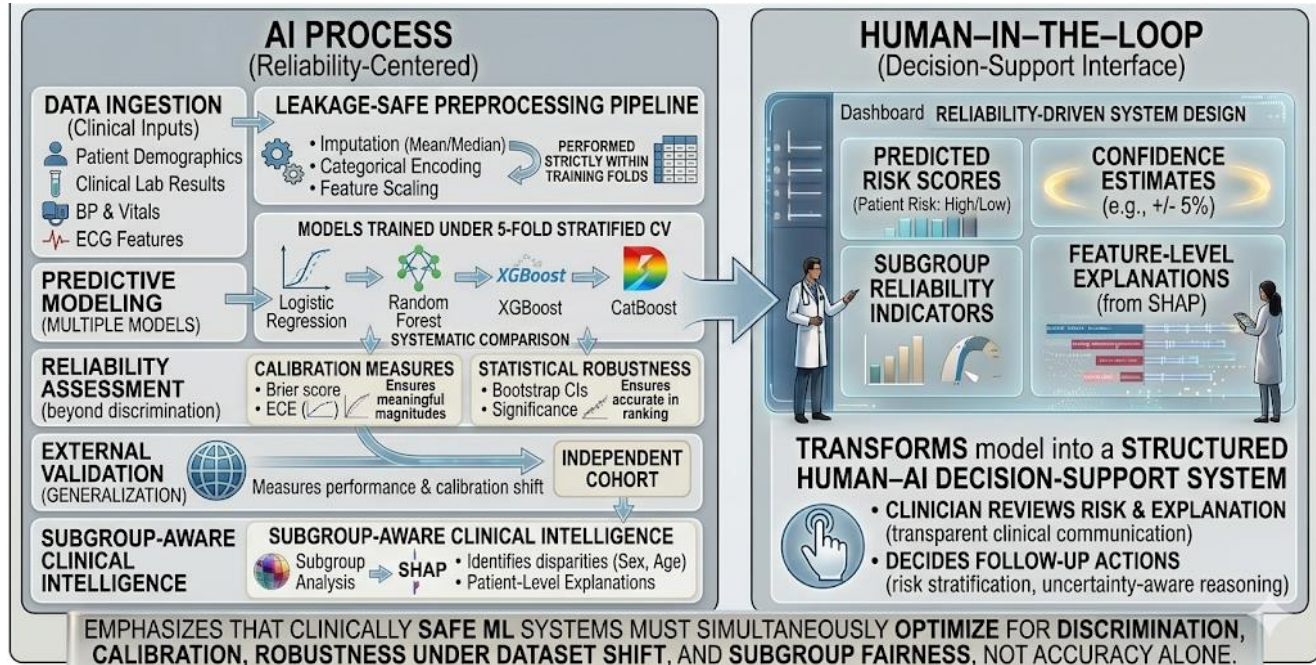 AI PROCESS
(Reliability-Centered)
DATA INGESTION
(Clinical Inputs)
Patient Demographics
Clinical Lab Results
BP & Vitals
ECG Features
LEAKAGE-SAFE PREPROCESSING PIPELINE
• Imputation (Mean/Median)
• Categorical Encoding
• Feature Scaling
PERFORMED
STRICTLY WITHIN
TRAINING FOLDS
PREDICTIVE
MODELING
(MULTIPLE MODELS)
MODELS TRAINED UNDER 5-FOLD STRATIFIED CV
Logistic
Regression
Random
Forest
XGBoost
XGBoost
CatBoost
SYSTEMATIC COMPARISON
RELIABILITY
ASSESSMENT
(beyond discrimination)
CALIBRATION MEASURES
• Brier score
• ECE
Ensures
meaningful
magnitudes
STATISTICAL ROBUSTNESS
• Bootstrap CIs
• Significance
Ensures
accurate in
ranking
EXTERNAL
VALIDATION
(GENERALIZATION)
Measures performance & calibration shift
INDEPENDENT
COHORT
SUBGROUP-AWARE
CLINICAL
INTELLIGENCE
SUBGROUP-AWARE CLINICAL INTELLIGENCE
Subgroup
Analysis
SHAP
• Identifies disparities (Sex, Age)
• Patient-Level Explanations
HUMAN–IN–THE–LOOP
(Decision-Support Interface)
Dashboard RELIABILITY-DRIVEN SYSTEM DESIGN
PREDICTED
RISK SCORES
(Patient Risk: High/Low)
CONFIDENCE
ESTIMATES
(e.g., +/- 5%)
SUBGROUP
RELIABILITY
INDICATORS
FEATURE-LEVEL
EXPLANATIONS
(from SHAP)
TRANSFORMS model into a STRUCTURED
HUMAN–AI DECISION-SUPPORT SYSTEM
• CLINICIAN REVIEWS RISK & EXPLANATION
(transparent clinical communication)
• DECIDES FOLLOW-UP ACTIONS
(risk stratification, uncertainty-aware reasoning)
EMPHASIZES THAT CLINICALLY SAFE ML SYSTEMS MUST SIMULTANEOUSLY OPTIMIZE FOR DISCRIMINATION,
CALIBRATION, ROBUSTNESS UNDER DATASET SHIFT, AND SUBGROUP FAIRNESS, NOT ACCURACY ALONE.